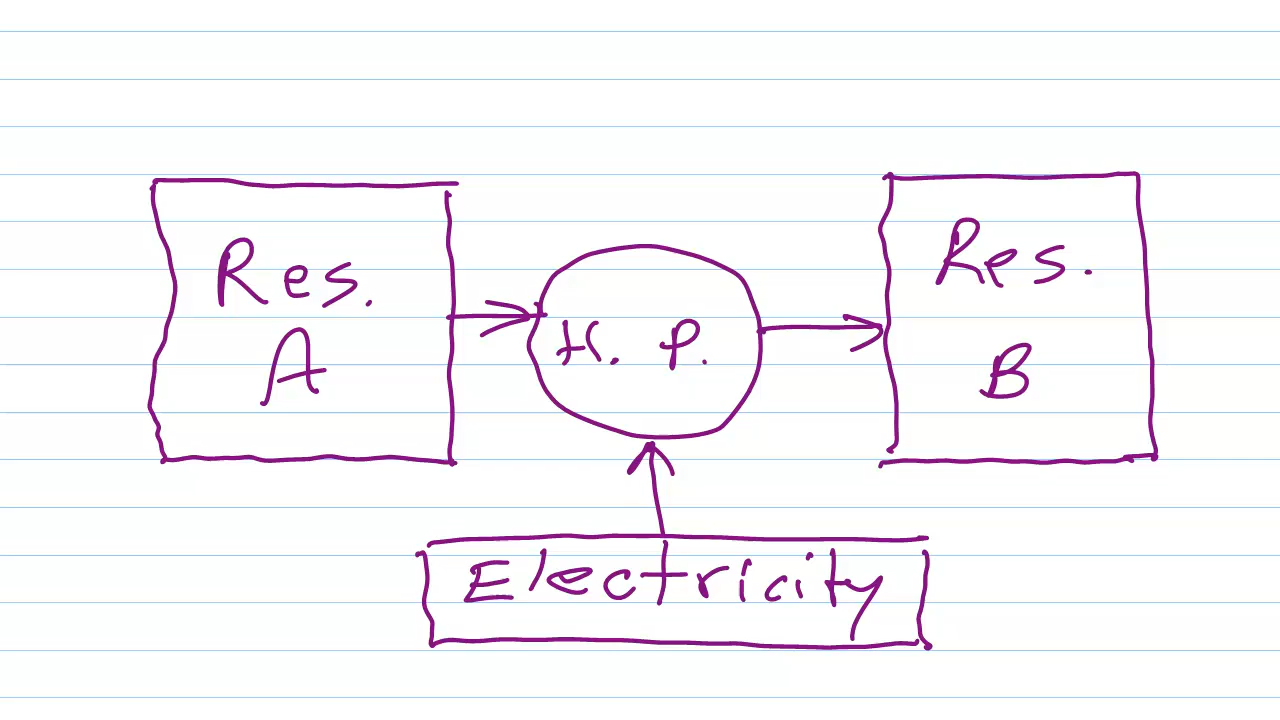 Res.
A
H. P.
Res.
B
Electricity